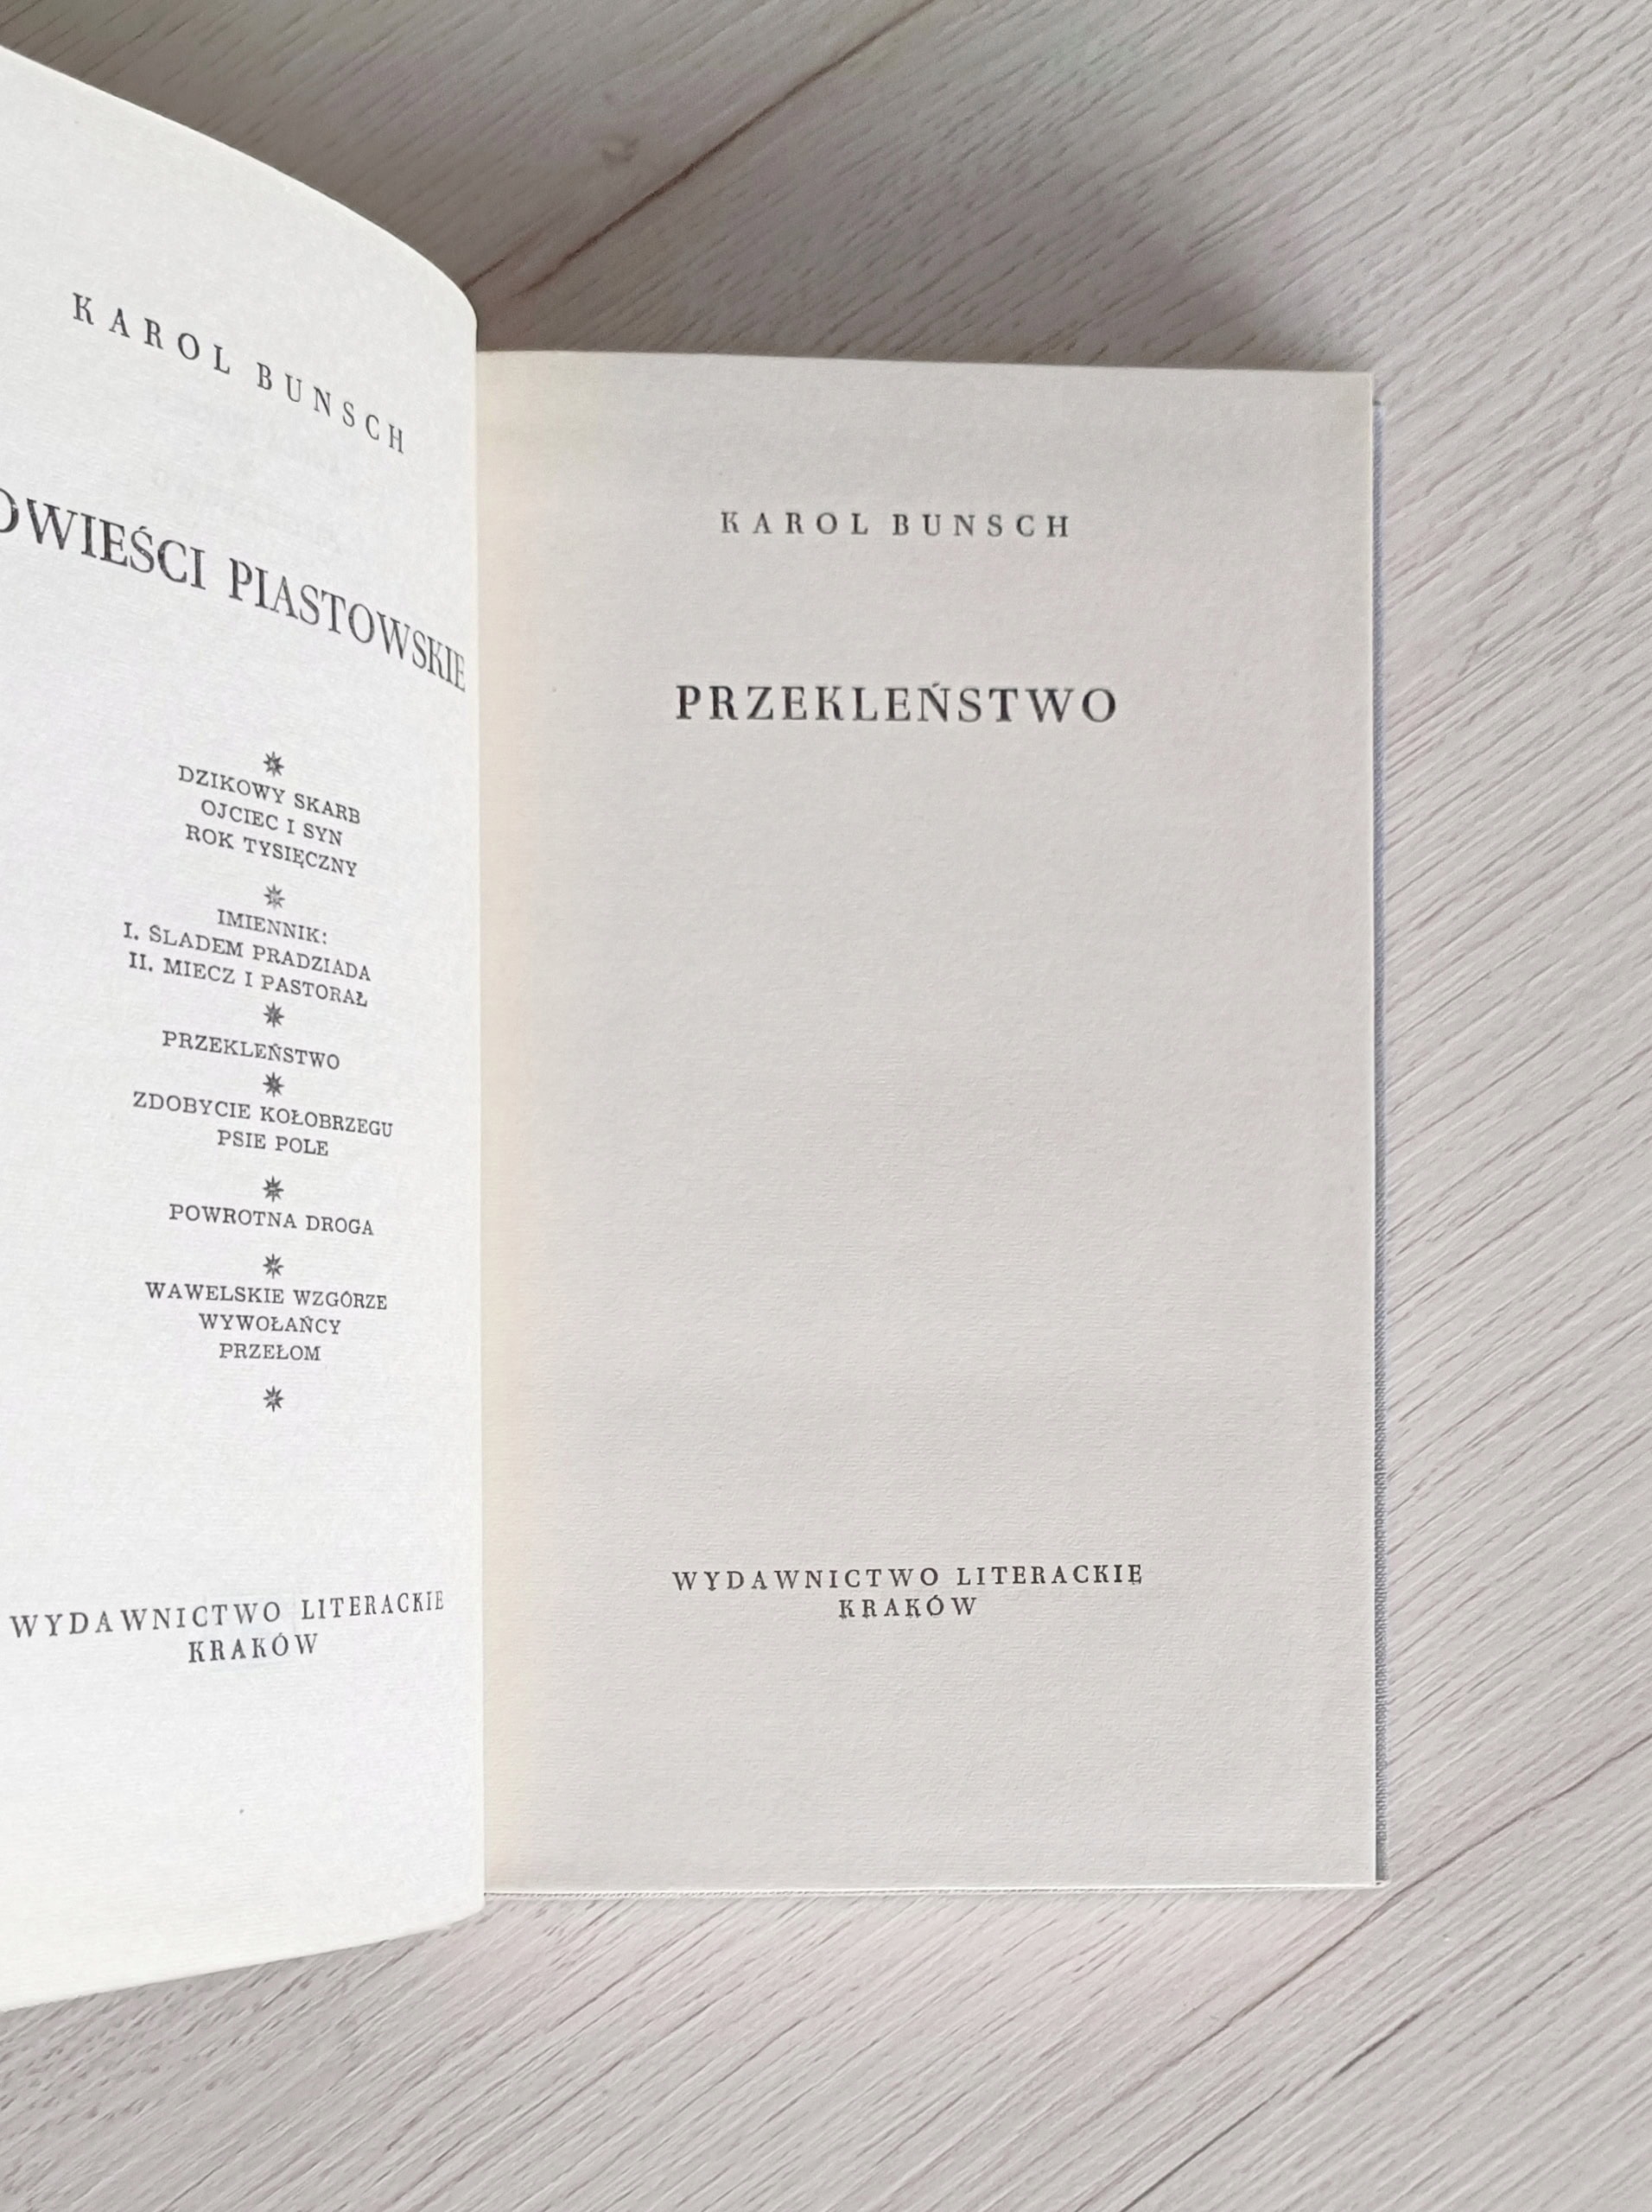 KAROL BUNSCH
OWIEŚCI PIASTOWSKIE
DZIKOWY SKARB
OJCIEC I SYN
ROK TYSIĘCZNY
IMIENNIK:
I. ŚLADEM PRADZIADA
II. MIECZ I PASTORAŁ
PRZEKLEŃSTWO
ZDOBYCIE KOŁOBRZEGU
PSIE POLE
POWROTNA DROGA
WAWELSKIE WZGÓRZE
WYWOŁAŃCY
PRZEŁOM
WYDAWNICTWO LITERACKIE
KRAKÓW
KAROL BUNSCH
PRZEKLEŃSTWO
WYDAWNICTWO LITERACKIE
KRAKÓW